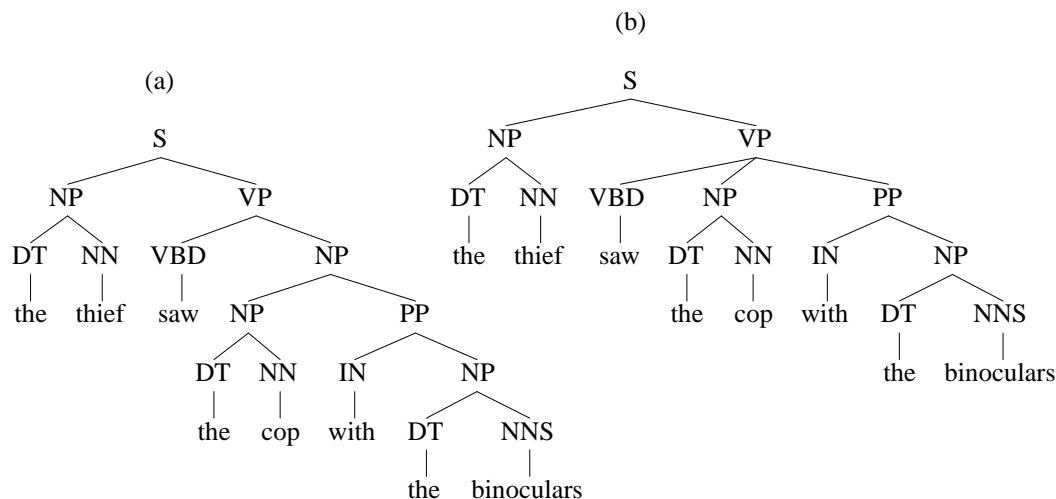 (a)
S
NP VP
DT NN VBD NP
the thief saw NP PP
DT NN IN NP
the cop with DT NNS
the binoculars
(b)
S
NP VP
DT NN VBD NP PP
the thief saw DT NN IN NP
the cop with DT NNS
the binoculars